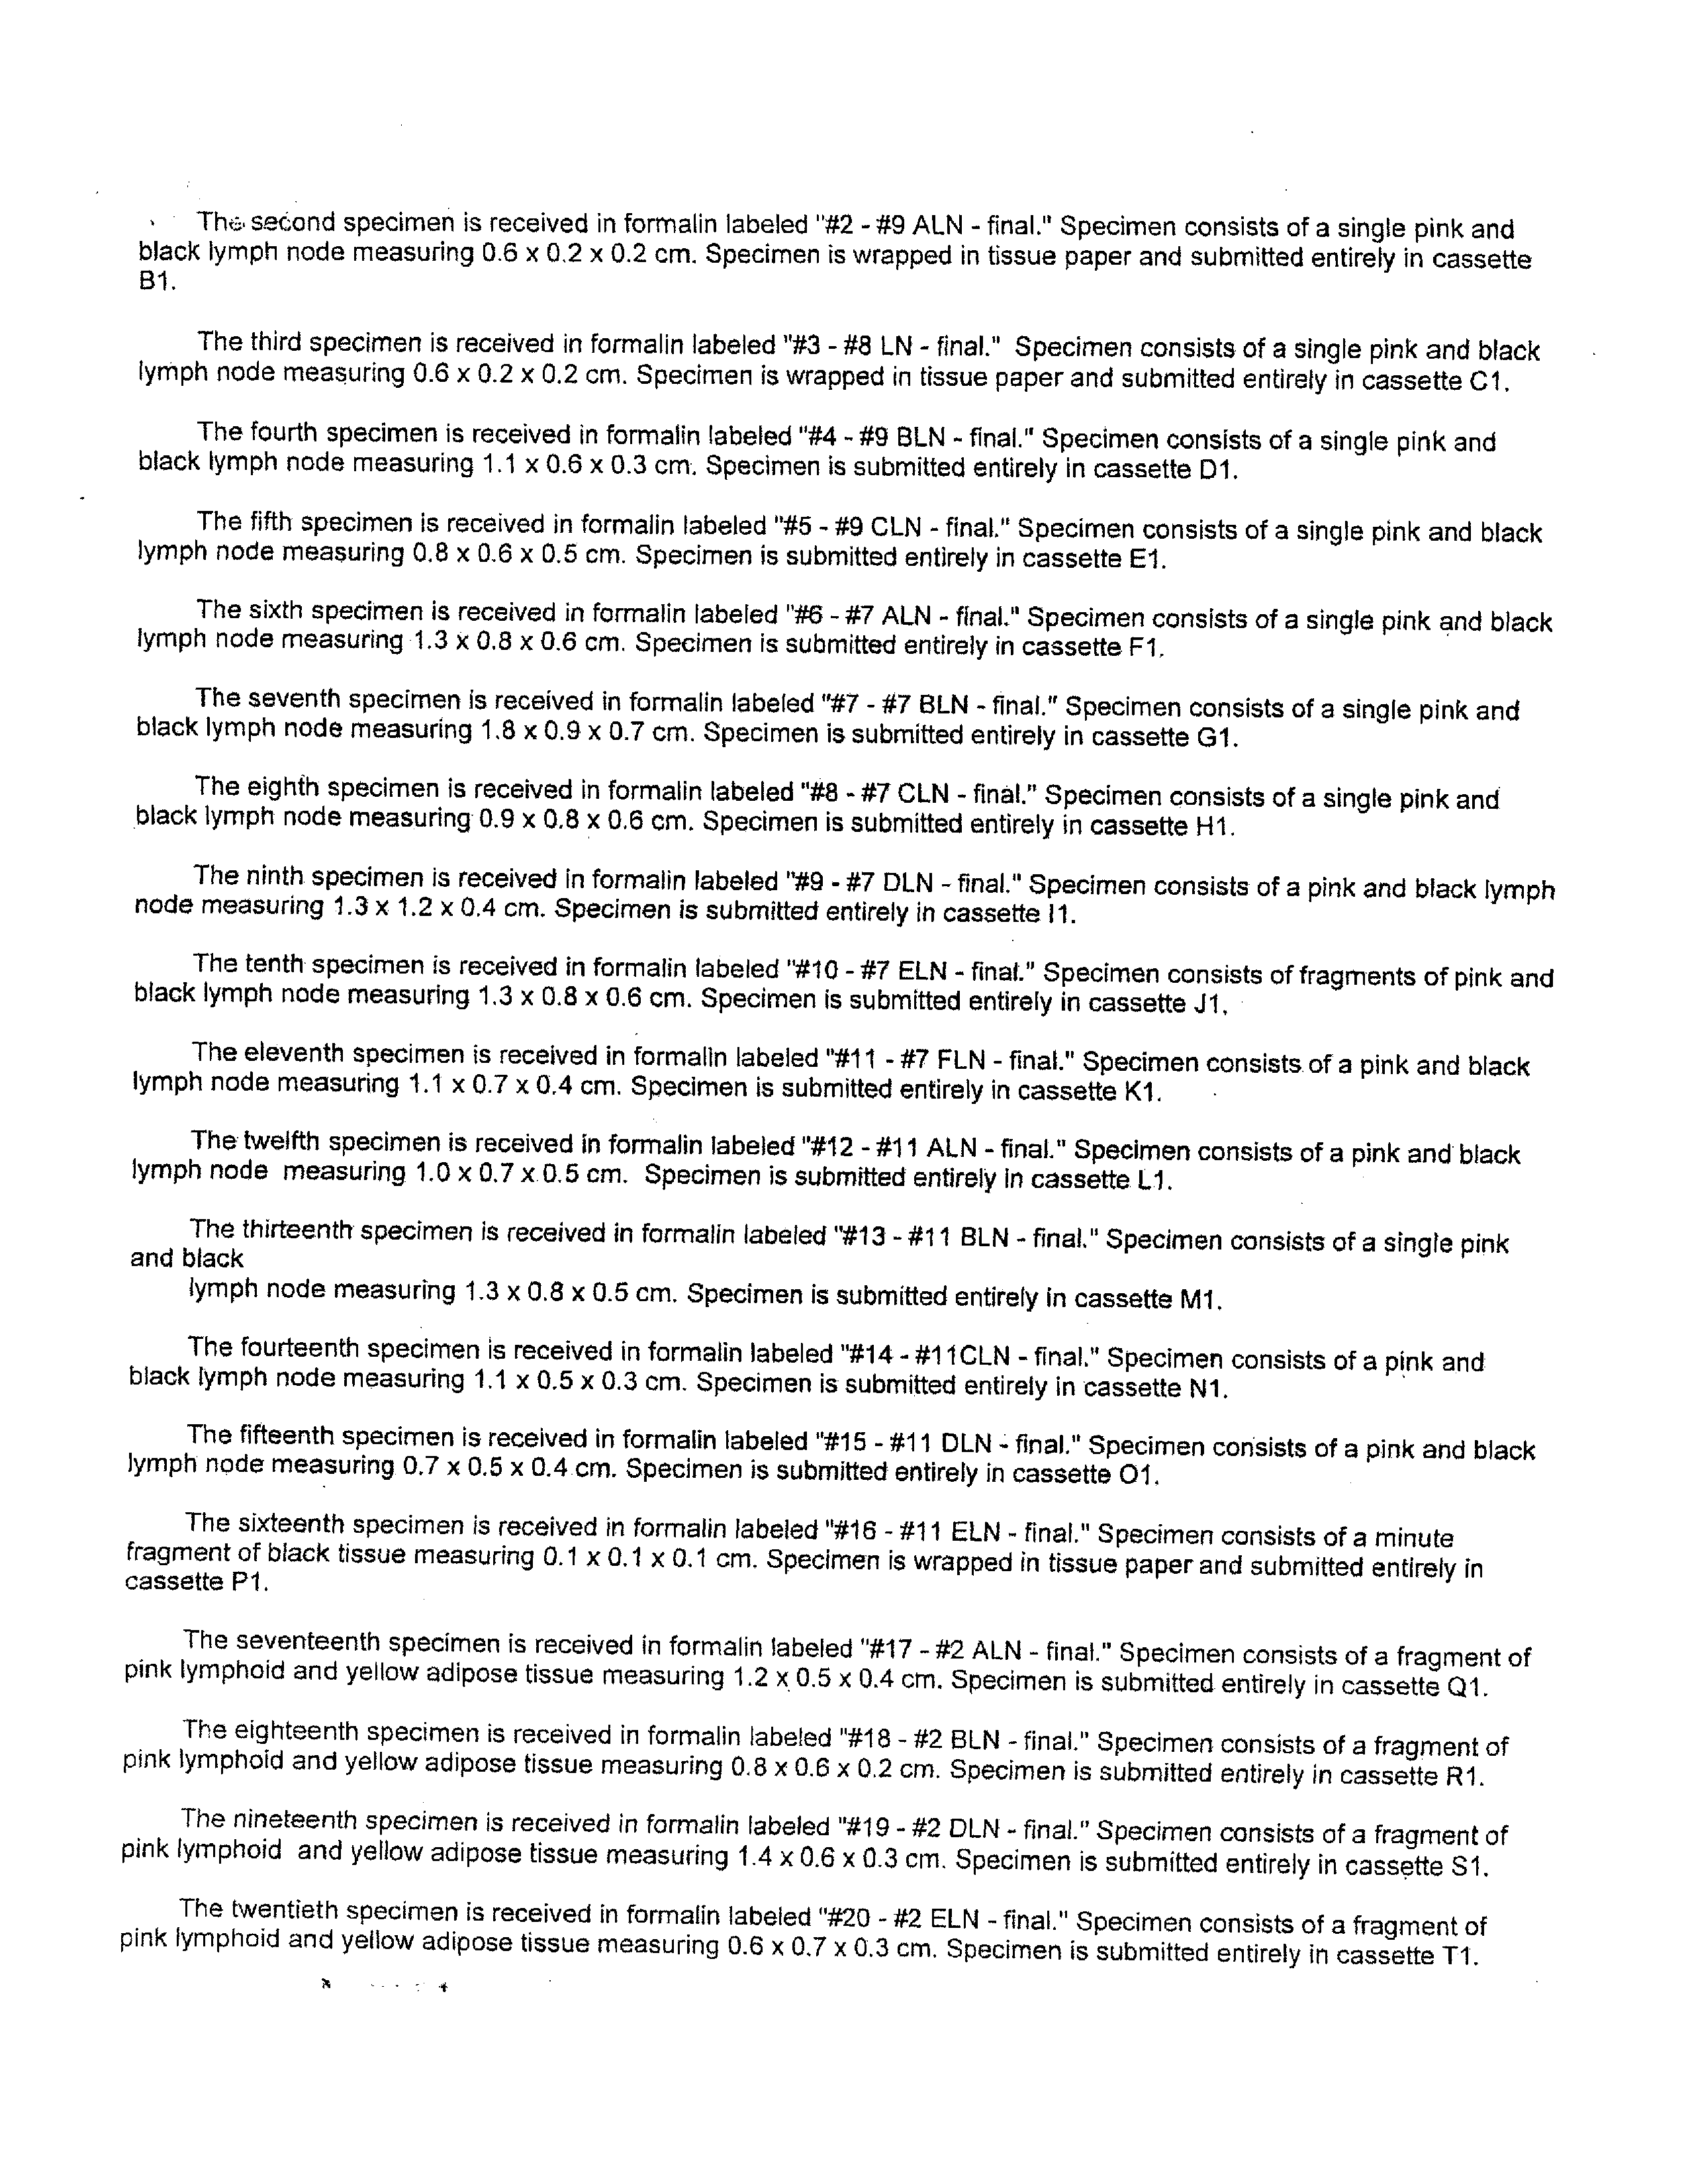 The second specimen is received in formalin labeled "#2 - #9 ALN - final." Specimen consists of a single pink and
black lymph node measuring 0.6 x 0.2 x 0.2 cm. Specimen is wrapped in tissue paper and submitted entirely in cassette
B1.
The third specimen is received in formalin labeled "#3 - #8 LN - final." Specimen consists of a single pink and black
lymph node measuring 0.6 x 0.2 x 0.2 cm. Specimen is wrapped in tissue paper and submitted entirely in cassette C1.
The fourth specimen is received in formalin labeled "#4 - #9 BLN - final." Specimen consists of a single pink and
black lymph node measuring 1.1 x 0.6 x 0.3 cm. Specimen is submitted entirely in cassette D1.
The fifth specimen is received in formalin labeled "#5 - #9 CLN - final." Specimen consists of a single pink and black
lymph node measuring 0.8 x 0.6 x 0.5 cm. Specimen is submitted entirely in cassette E1.
The sixth specimen is received in formalin labeled "#6 - #7 ALN - final." Specimen consists of a single pink and black
lymph node measuring 1.3 x 0.8 x 0.6 cm. Specimen is submitted entirely in cassette F1.
The seventh specimen is received in formalin labeled "#7 - #7 BLN - final." Specimen consists of a single pink and
black lymph node measuring 1.8 x 0.9 x 0.7 cm. Specimen is submitted entirely in cassette G1.
The eighth specimen is received in formalin labeled "#8 - #7 CLN - final." Specimen consists of a single pink and
black lymph node measuring 0.9 x 0.8 x 0.6 cm. Specimen is submitted entirely in cassette H1.
The ninth specimen is received in formalin labeled "#9 - #7 DLN - final." Specimen consists of a pink and black lymph
node measuring 1.3 x 1.2 x 0.4 cm. Specimen is submitted entirely in cassette I1.
The tenth specimen is received in formalin labeled "#10 - #7 ELN - final." Specimen consists of fragments of pink and
black lymph node measuring 1.3 x 0.8 x 0.6 cm. Specimen is submitted entirely in cassette J1.
The eleventh specimen is received in formalin labeled "#11 - #7 FLN - final." Specimen consists of a pink and black
lymph node measuring 1.1 x 0.7 x 0.4 cm. Specimen is submitted entirely in cassette K1.
The twelfth specimen is received in formalin labeled "#12 - #11 ALN - final." Specimen consists of a pink and black
lymph node measuring 1.0 x 0.7 x 0.5 cm. Specimen is submitted entirely in cassette L1.
The thirteenth specimen is received in formalin labeled "#13 - #11 BLN - final." Specimen consists of a single pink
and black
lymph node measuring 1.3 x 0.8 x 0.5 cm. Specimen is submitted entirely in cassette M1.
The fourteenth specimen is received in formalin labeled "#14 - #11CLN - final." Specimen consists of a pink and
black lymph node measuring 1.1 x 0.5 x 0.3 cm. Specimen is submitted entirely in cassette N1.
The fifteenth specimen is received in formalin labeled "#15 - #11 DLN - final." Specimen consists of a pink and black
lymph node measuring 0.7 x 0.5 x 0.4 cm. Specimen is submitted entirely in cassette O1.
The sixteenth specimen is received in formalin labeled "#16 - #11 ELN - final." Specimen consists of a minute
fragment of black tissue measuring 0.1 x 0.1 x 0.1 cm. Specimen is wrapped in tissue paper and submitted entirely in
cassette P1.
The seventeenth specimen is received in formalin labeled "#17 - #2 ALN - final." Specimen consists of a fragment of
pink lymphoid and yellow adipose tissue measuring 1.2 x 0.5 x 0.4 cm. Specimen is submitted entirely in cassette Q1.
The eighteenth specimen is received in formalin labeled "#18 - #2 BLN - final." Specimen consists of a fragment of
pink lymphoid and yellow adipose tissue measuring 0.8 x 0.6 x 0.2 cm. Specimen is submitted entirely in cassette R1.
The nineteenth specimen is received in formalin labeled "#19 - #2 DLN - final." Specimen consists of a fragment of
pink lymphoid and yellow adipose tissue measuring 1.4 x 0.6 x 0.3 cm. Specimen is submitted entirely in cassette S1.
The twentieth specimen is received in formalin labeled "#20 - #2 ELN - final." Specimen consists of a fragment of
pink lymphoid and yellow adipose tissue measuring 0.6 x 0.7 x 0.3 cm. Specimen is submitted entirely in cassette T1.